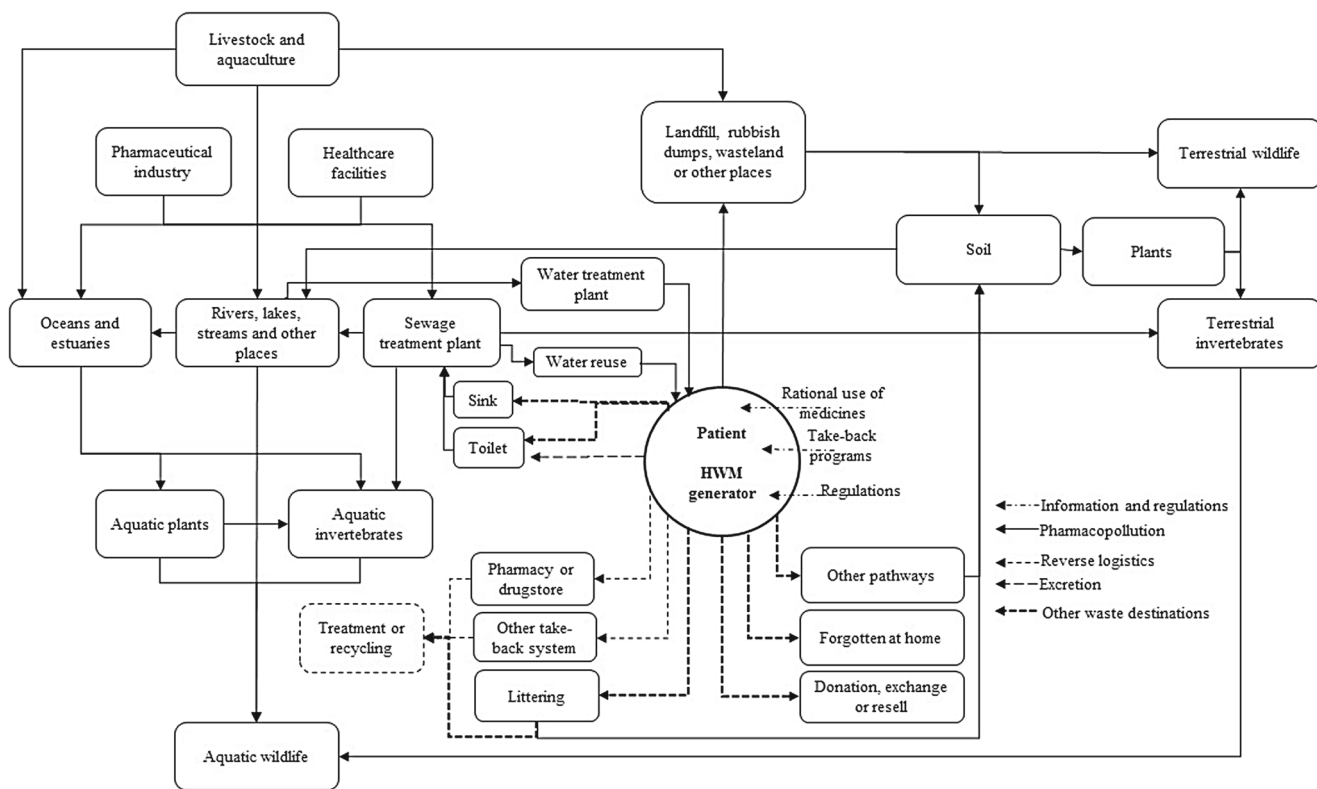 Livestock and
aquaculture
Pharmaceutical
industry
Healthcare
facilities
Landfill, rubbish
dumps, wasteland
or other places
Terrestrial wildlife
Soil
Plants
Water treatment
plant
Oceans and
estuaries
Rivers, lakes,
streams and other
places
Sewage
treatment plant
Terrestrial
invertebrates
Water reuse
Sink
Toilet
Rational use of
medicines
Patient
Take-back
programs
HWM
generator
Regulations
Aquatic plants
Aquatic
invertebrates
Information and regulations
Pharmacopollution
Reverse logistics
Excretion
Other waste destinations
Pharmacy or
drugstore
Other pathways
Treatment or
recycling
Other take-
back system
Forgotten at home
Littering
Donation, exchange
or resell
Aquatic wildlife